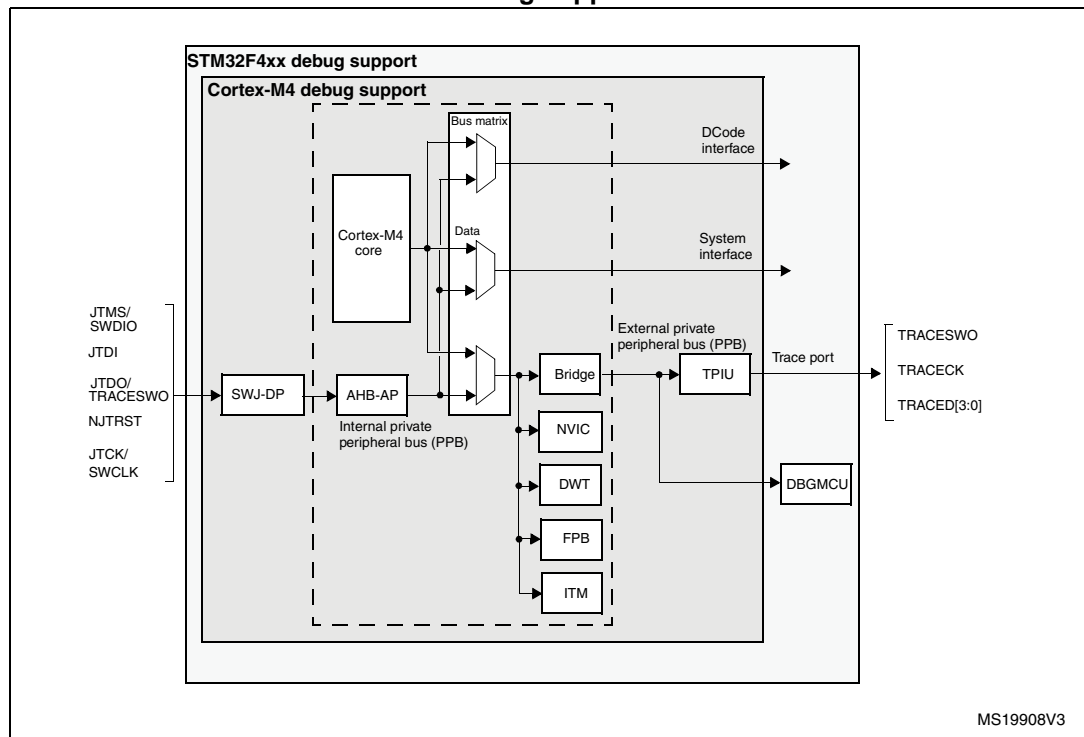 STM32F4xx debug support
Cortex-M4 debug support
Bus matrix
DCode
interface
Cortex-M4
core
Data
System
interface
JTMS/
SWDIO
JTDI
JTDO/
TRACESWO
NJTRST
JTCK/
SWCLK
SWJ-DP
AHB-AP
Internal private
peripheral bus (PPB)
External private
peripheral bus (PPB)
Bridge
NVIC
DWT
FPB
ITM
TPIU
Trace port
TRACESWO
TRACECK
TRACED[3:0]
DBGMCU
MS19908V3